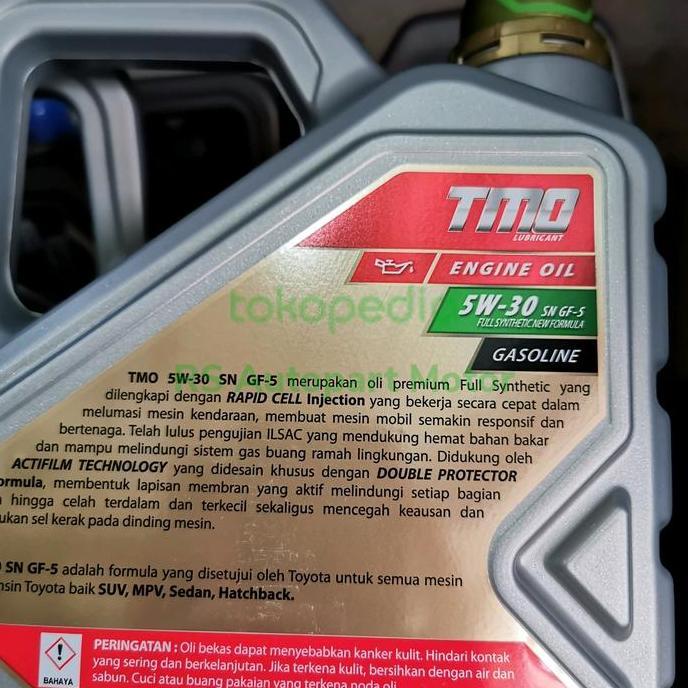 TMO
LUBRICANT
ENGINE OIL
5W-30 SN GF-5
FULL SYNTHETIC NEW FORMULA
GASOLINE
tokopedia
RS Autopart Motor
TMO 5W-30 SN GF-5 merupakan oli premium Full Synthetic yang
dilengkapi dengan RAPID CELL Injection yang bekerja secara cepat dalam
melumasi mesin kendaraan, membuat mesin mobil semakin responsif dan
bertenaga. Telah lulus pengujian ILSAC yang mendukung hemat bahan bakar
dan mampu melindungi sistem gas buang ramah lingkungan. Didukung oleh
ACTIFILM TECHNOLOGY yang didesain khusus dengan DOUBLE PROTECTOR
ormula, membentuk lapisan membran yang aktif melindungi setiap bagian
hingga celah terdalam dan terkecil sekaligus mencegah keausan dan
ukan sel kerak pada dinding mesin.
SN GF-5 adalah formula yang disetujui oleh Toyota untuk semua mesin
nsin Toyota baik SUV, MPV, Sedan, Hatchback.
PERINGATAN : Oli bekas dapat menyebabkan kanker kulit. Hindari kontak
yang sering dan berkelanjutan. Jika terkena kulit, bersihkan dengan air dan
sabun. Cuci atau buang pakaian yang terkena noda oli.
BAHAYA